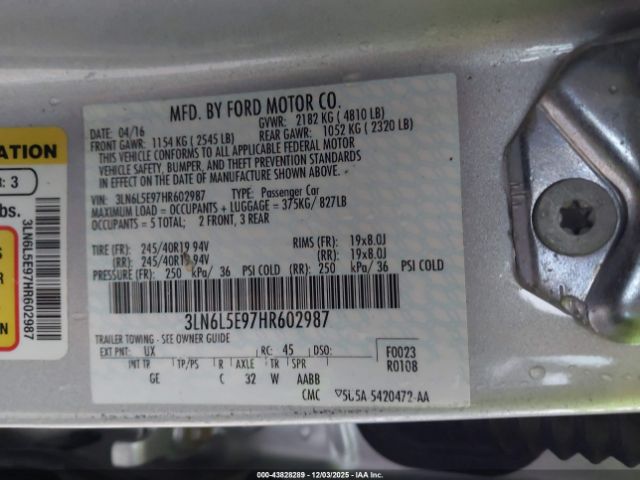 MFD. BY FORD MOTOR CO.
DATE: 04/16 GVWR: 2182 KG ( 4810 LB)
FRONT GAWR: 1154 KG ( 2545 LB) REAR GAWR: 1052 KG ( 2320 LB)
THIS VEHICLE CONFORMS TO ALL APPLICABLE FEDERAL MOTOR
VEHICLE SAFETY, BUMPER, AND THEFT PREVENTION STANDARDS
IN EFFECT ON THE DATE OF MANUFACTURE SHOWN ABOVE.
VIN: 3LN6L5E97HR602987 TYPE: Passenger Car
MAXIMUM LOAD = OCCUPANTS + LUGGAGE = 375KG/ 827LB
OCCUPANTS = 5 TOTAL; 2 FRONT, 3 REAR
TIRE (FR): 245/40R19 94V RIMS (FR): 19x8.0J
(RR): 245/40R19 94V (RR): 19x8.0J
PRESSURE (FR): 250 kPa/ 36 PSI COLD (RR): 250 kPa/ 36 PSI COLD
3LN6L5E97HR602987
TRAILER TOWING - SEE OWNER GUIDE
EXT PNT: UX RC: 45 DSO: F0023
R0108
INT TR TP/PS R AXLE TR SPR
GE C 32 W AABB
CMC 5U5A 5420472-AA
ATION
: 3
bs.
3LN6L5E97HR602987
000-43828289 - 12/03/2025 - IAA Inc.